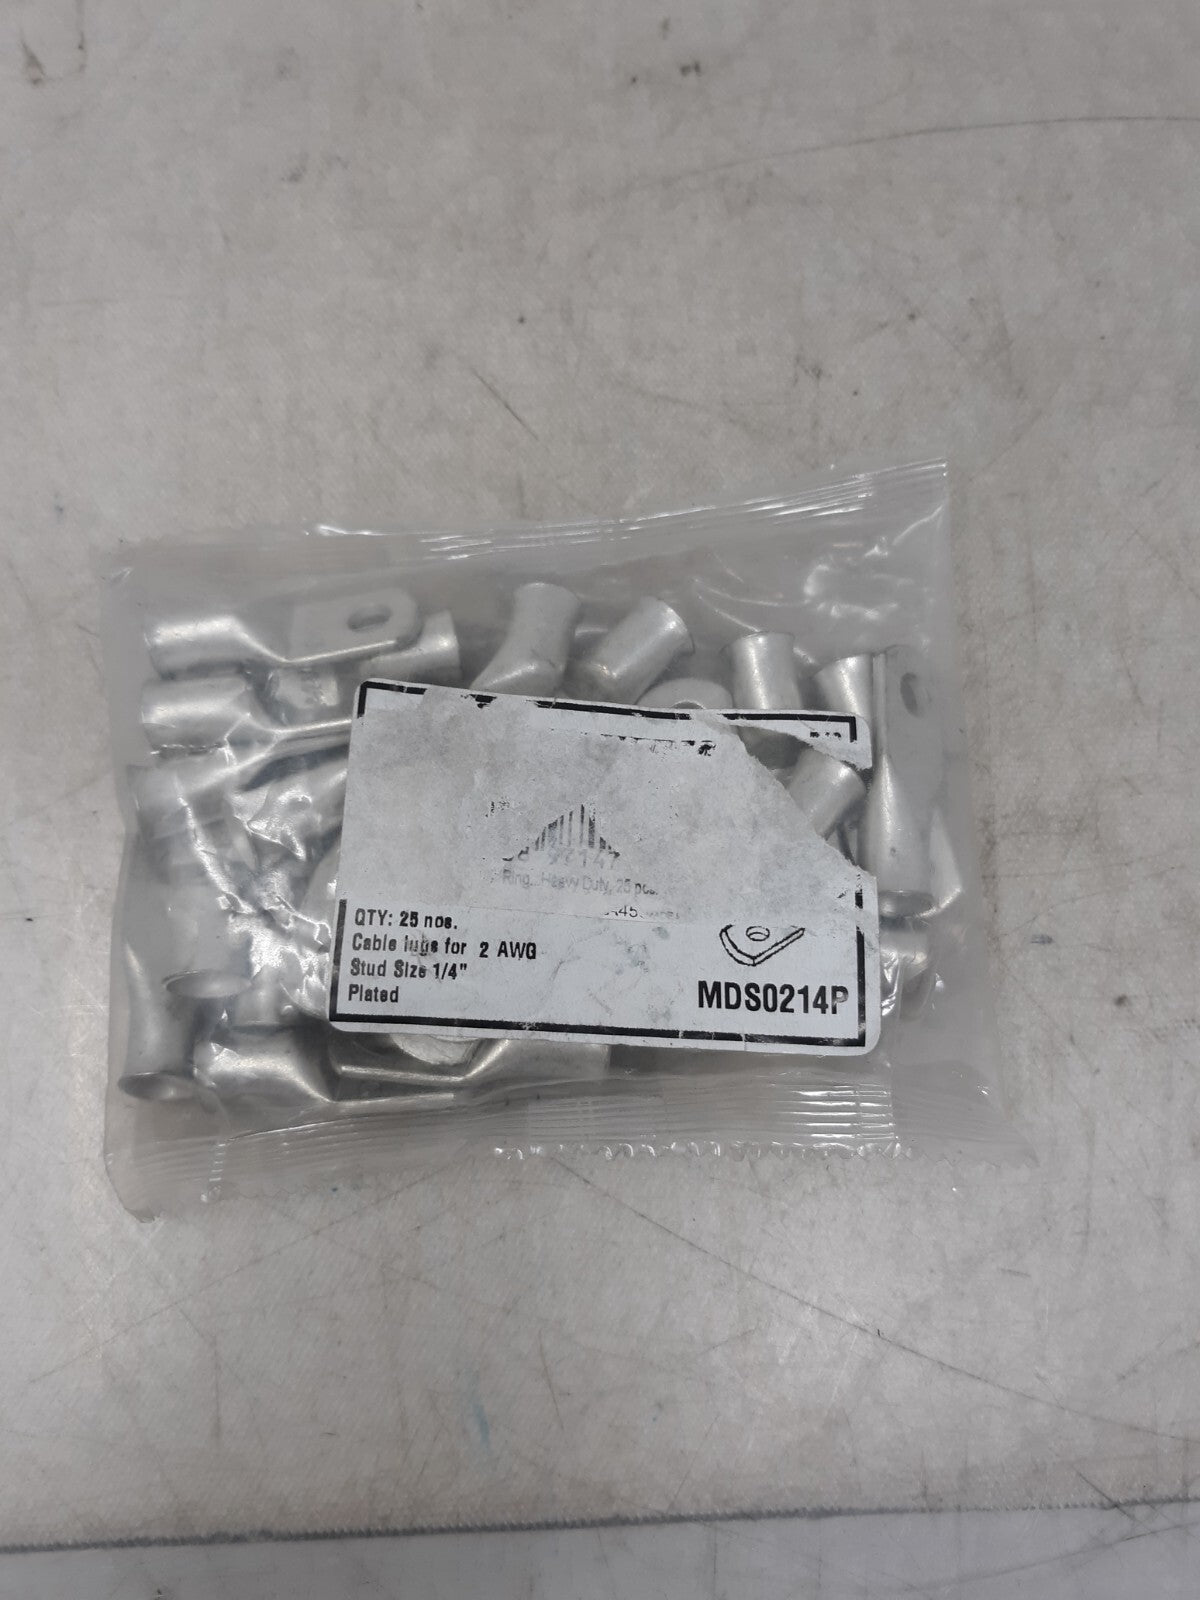 Ring, Heavy Duty, 25 pcs.
QTY: 25 nos.
Cable lugs for 2 AWG
Stud Size 1/4"
Plated
MDS0214P